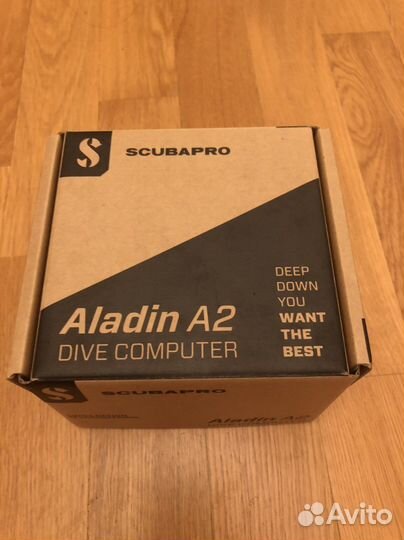 S SCUBAPRO
DEEP
DOWN
YOU
WANT
THE
BEST
Aladin A2
DIVE COMPUTER
S SCUBAPRO
Aladin A2
Avito